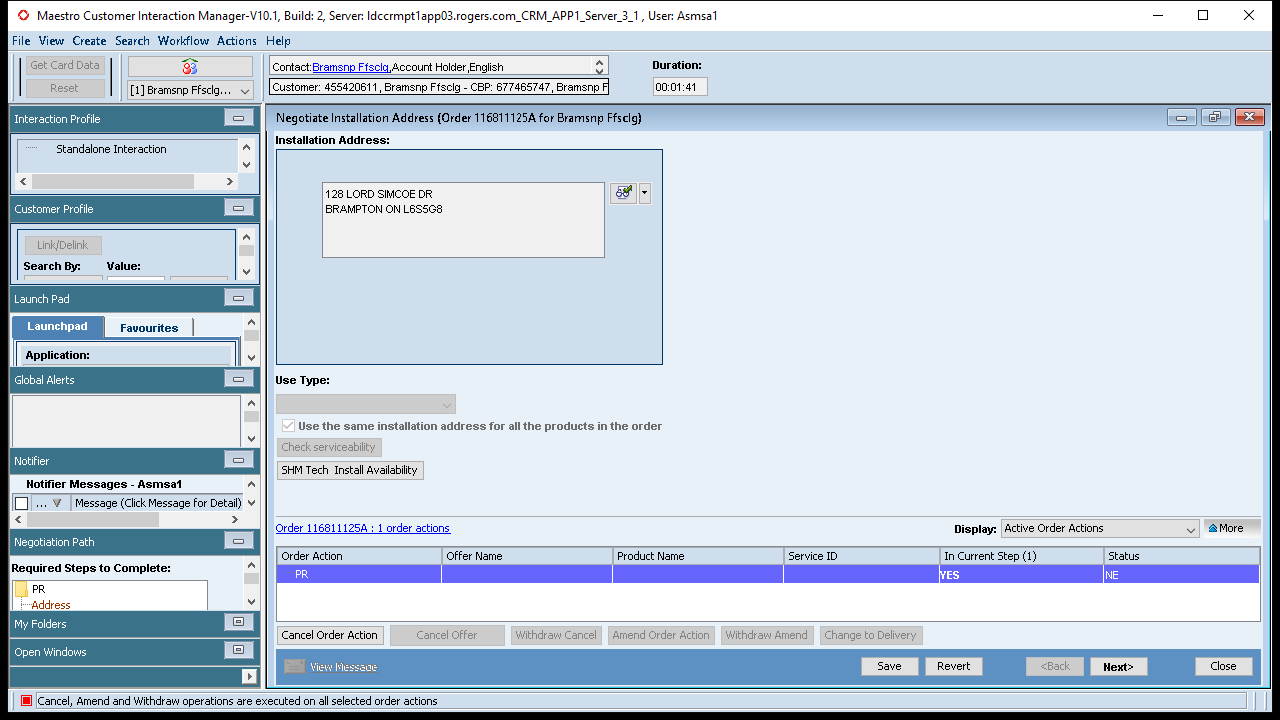 Maestro Customer Interaction Manager-V10.1, Build: 2, Server: ldccrmpt1app03.rogers.com_CRM_APP1_Server_3_1 , User: Asmsa1
File View Create Search Workflow Actions Help
Get Card Data
Reset
[1] Bramsnp Ffsclg...
Contact:Bramsnp Ffsclg,Account Holder,English
Customer: 455420611, Bramsnp Ffsclg - CBP: 677465747, Bramsnp F
Duration:
00:01:41
Interaction Profile
Standalone Interaction
Customer Profile
Link/Delink
Search By: Value:
Launch Pad
Launchpad Favourites
Application:
Global Alerts
Notifier
Notifier Messages - Asmsa1
... Message (Click Message for Detail)
Negotiation Path
Required Steps to Complete:
PR
Address
My Folders
Open Windows
Negotiate Installation Address (Order 116811125A for Bramsnp Ffsclg)
Installation Address:
128 LORD SIMCOE DR
BRAMPTON ON L6S5G8
Use Type:
Use the same installation address for all the products in the order
Check serviceability
SHM Tech Install Availability
Order 116811125A : 1 order actions
Display: Active Order Actions More
Order Action Offer Name Product Name Service ID In Current Step (1) Status
PR YES NE
Cancel Order Action Cancel Offer Withdraw Cancel Amend Order Action Withdraw Amend Change to Delivery
View Message Save Revert <Back Next> Close
Cancel, Amend and Withdraw operations are executed on all selected order actions